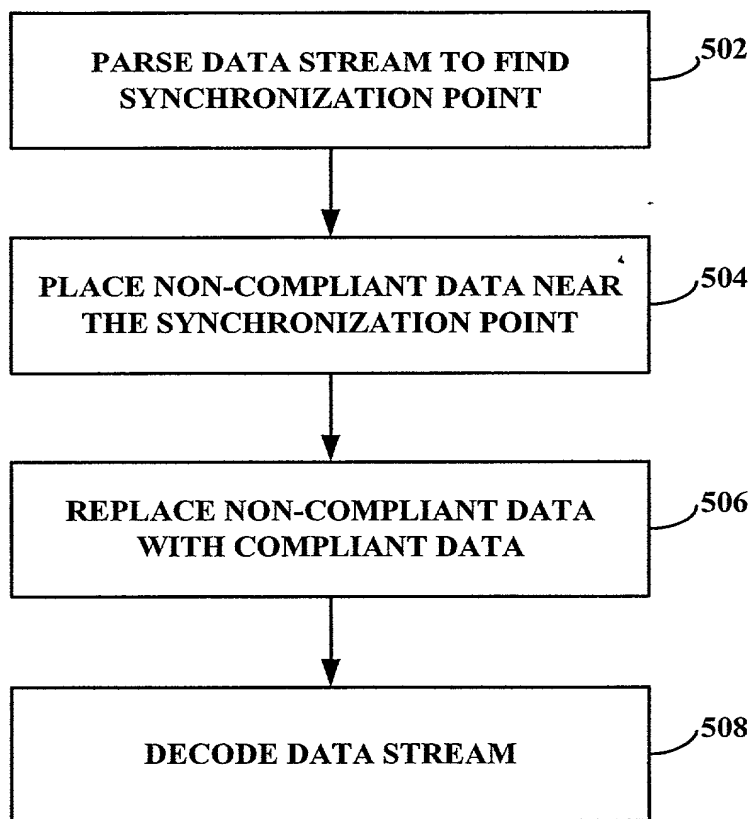 PARSE DATA STREAM TO FIND
SYNCHRONIZATION POINT
502
PLACE NON-COMPLIANT DATA NEAR
THE SYNCHRONIZATION POINT
504
REPLACE NON-COMPLIANT DATA
WITH COMPLIANT DATA
506
DECODE DATA STREAM
508